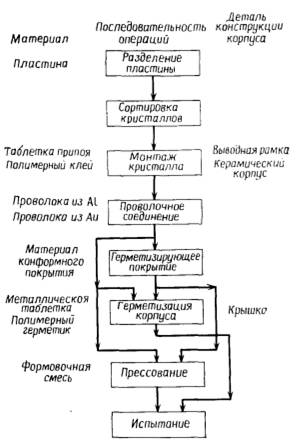 Материал
Последовательность
операций
Деталь
конструкции
корпуса
Пластина
Разделение
пластины
Сортировка
кристаллов
Таблетка припоя
Полимерный клей
Монтаж
кристалла
Выводная рамка
Керамический
корпус
Проволока из Al
Проволока из Au
Проволочное
соединение
Материал
конформного
покрытия
Герметизирующее
покрытие
Металлическая
таблетка
Полимерный
герметик
Герметизация
корпуса
Крышка
Формовочная
смесь
Прессование
Испытание